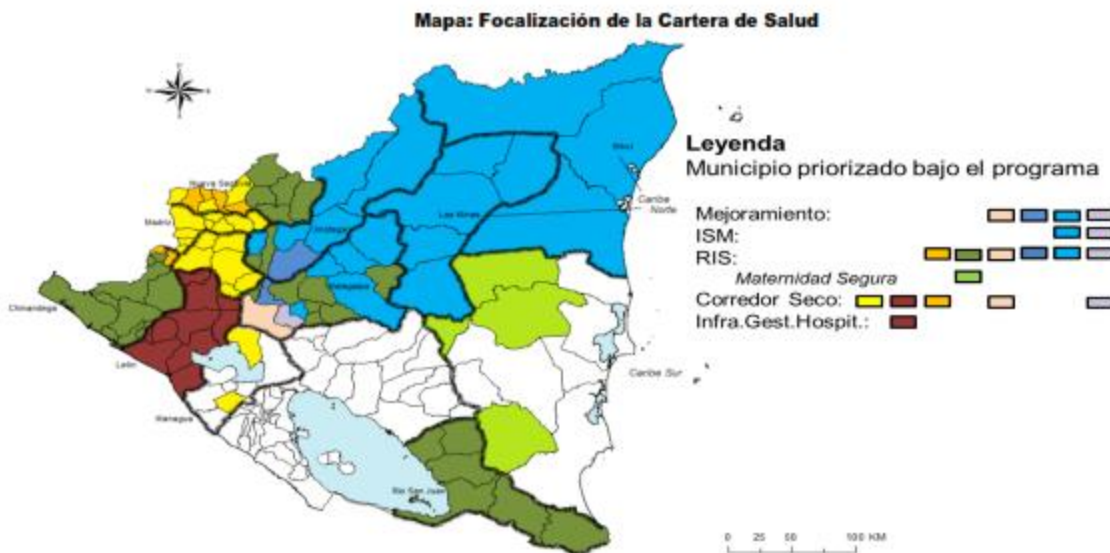 Mapa: Focalización de la Cartera de Salud
Leyenda
Municipio priorizado bajo el programa
Mejoramiento:
ISM:
RIS:
Maternidad Segura
Corredor Seco:
Infra.Gest.Hospit.:
Nueva Segovia
Madriz
Jinotega
Las Minas
Caribe
Norte
Matagalpa
Chinandega
León
Managua
Caribe Sur
Rio San Juan
0 25 50 100 KM